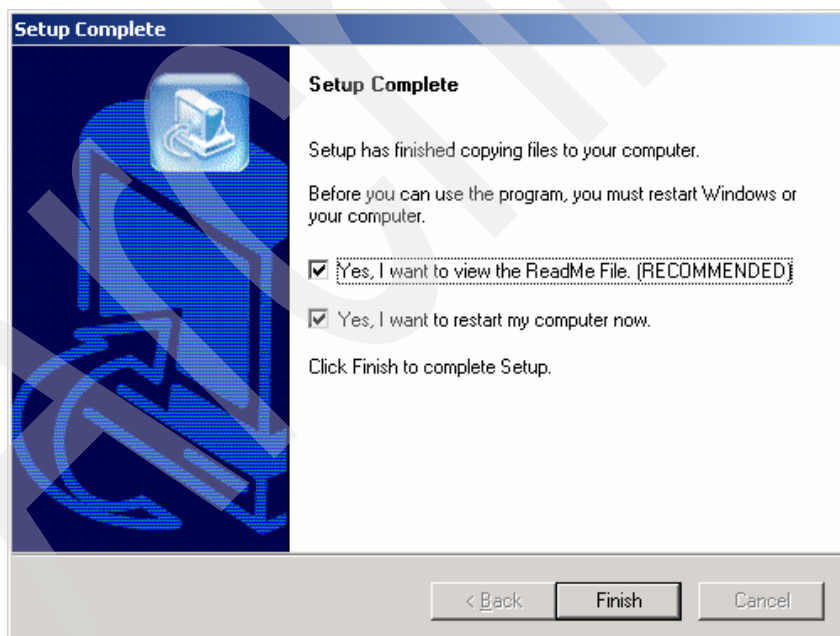 Setup Complete
Setup Complete
Setup has finished copying files to your computer.
Before you can use the program, you must restart Windows or
your computer.
Yes, I want to view the ReadMe File. (RECOMMENDED)
Yes, I want to restart my computer now.
Click Finish to complete Setup.
< Back
Finish
Cancel